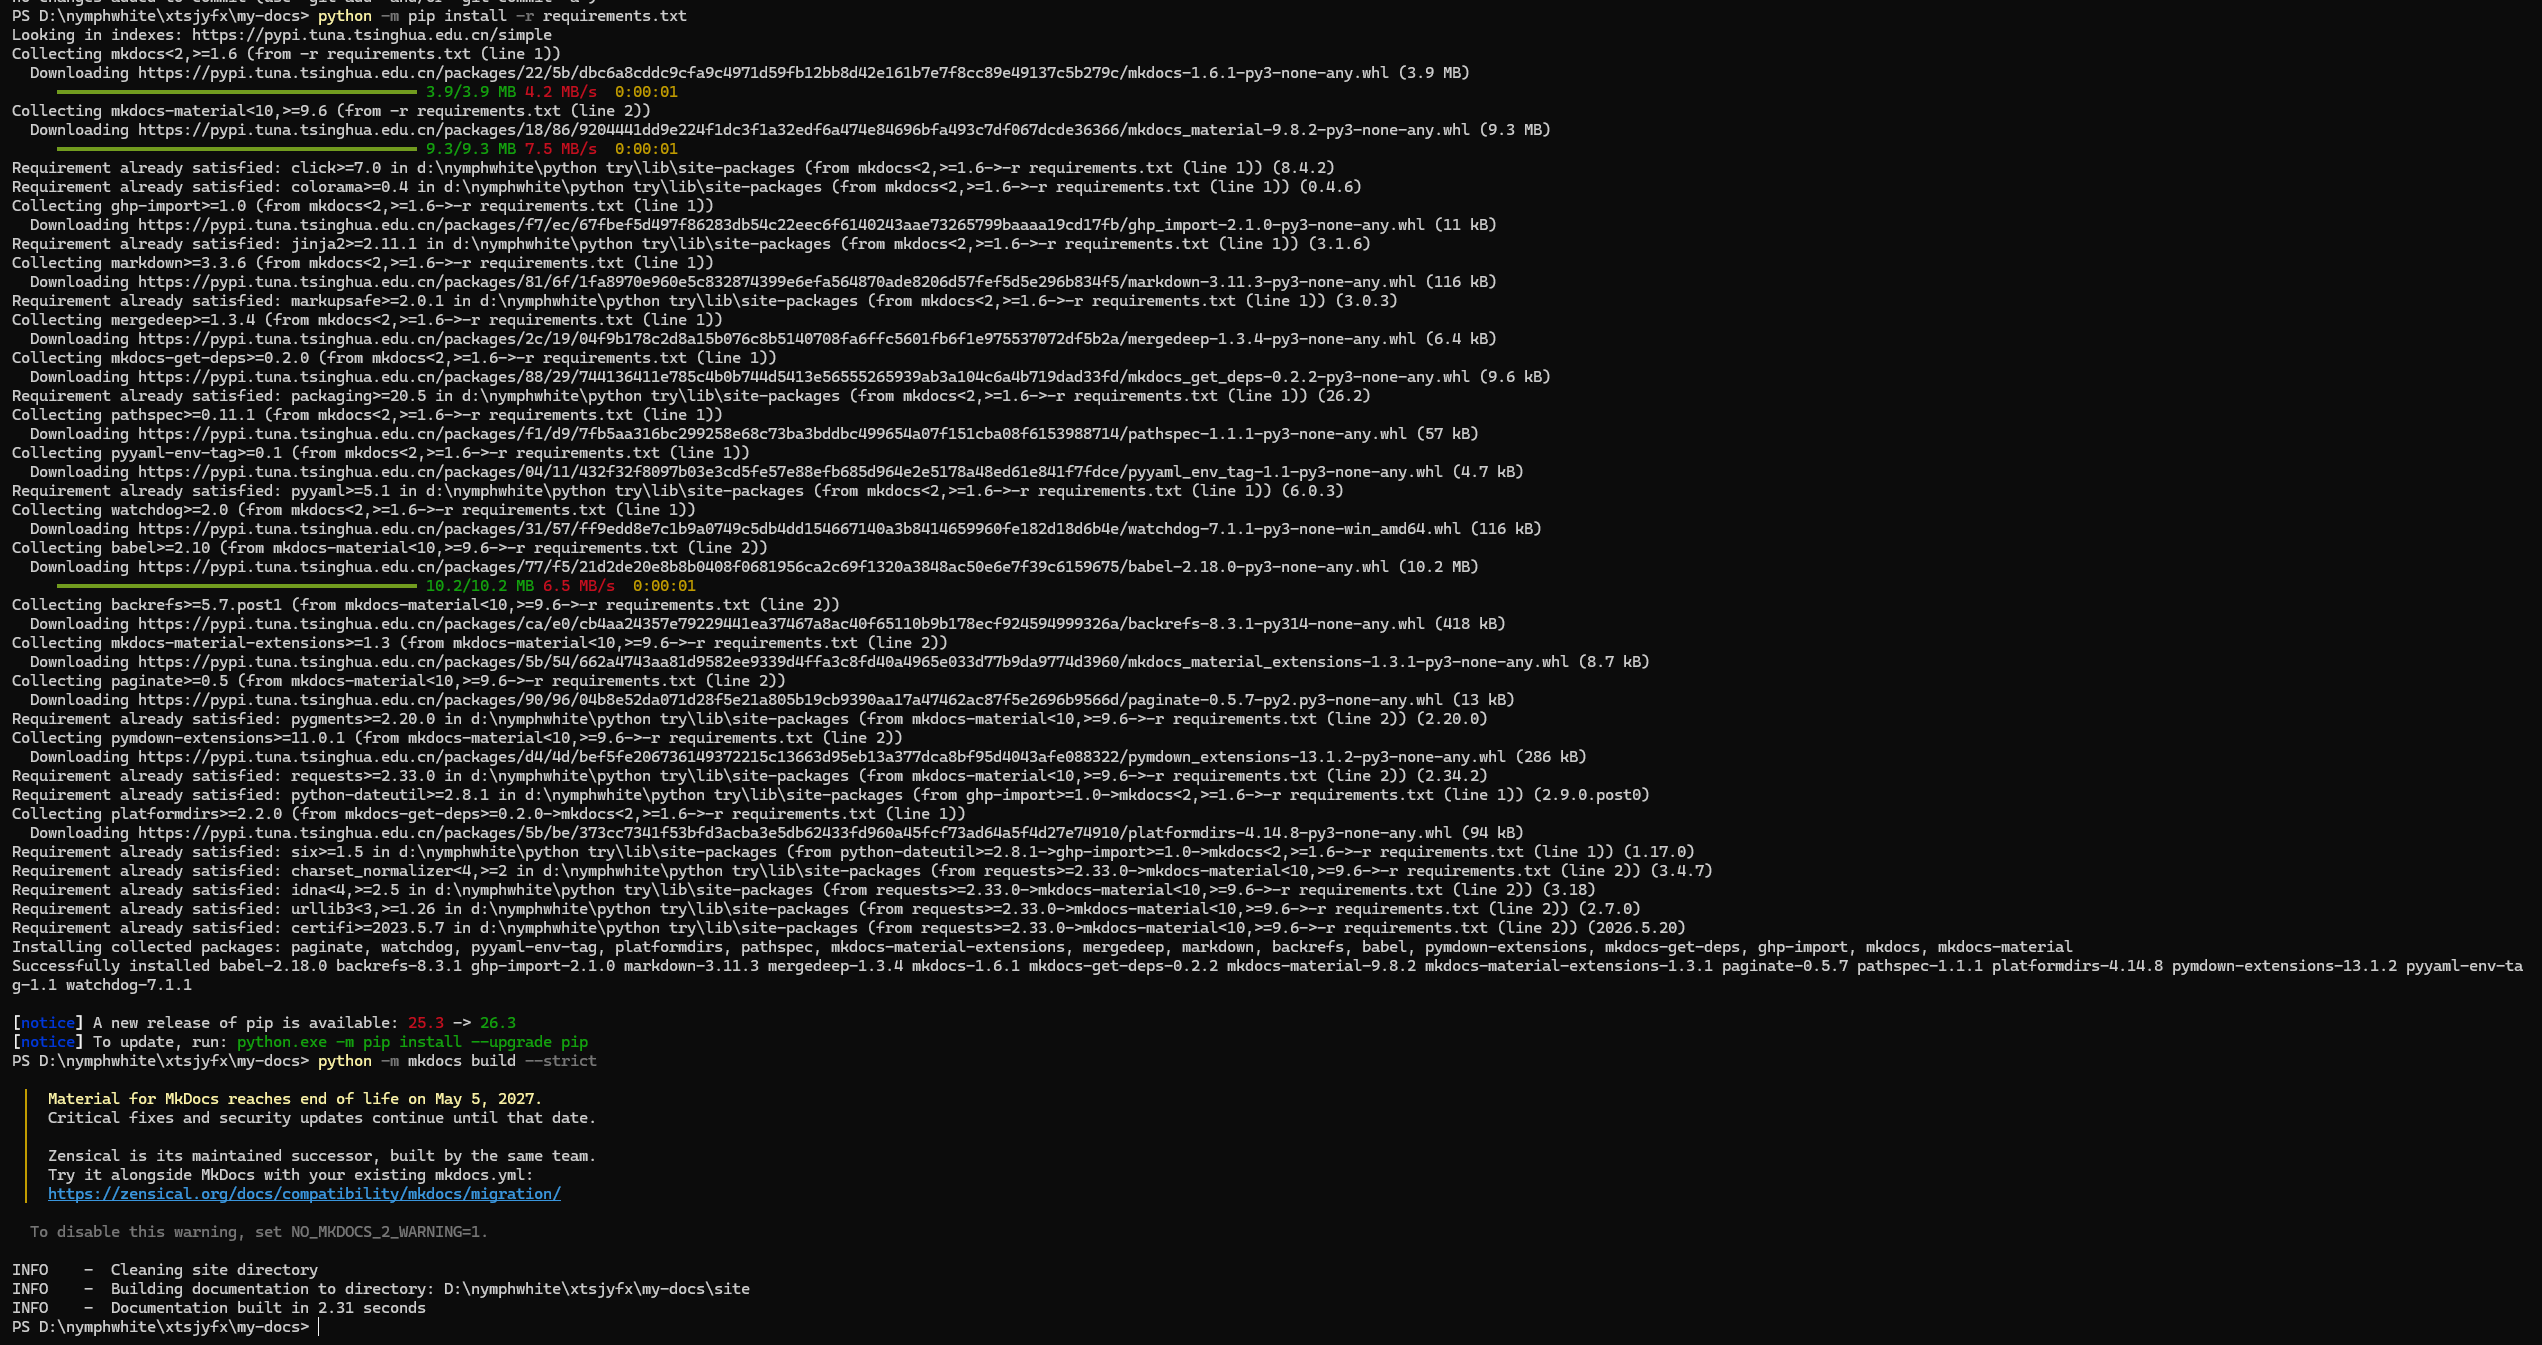 PS D:\nymphwhite\xtsjyfx\my-docs> python -m pip install -r requirements.txt
Looking in indexes: https://pypi.tuna.tsinghua.edu.cn/simple
Collecting mkdocs<2,>=1.6 (from -r requirements.txt (line 1))
  Downloading https://pypi.tuna.tsinghua.edu.cn/packages/22/5b/dbc6a8cddc9cfa9c4971d59fb12bb8d42e161b7e7f8cc89e49137c5b279c/mkdocs-1.6.1-py3-none-any.whl (3.9 MB)
3.9/3.9 MB 4.2 MB/s  0:00:01
Collecting mkdocs-material<10,>=9.6 (from -r requirements.txt (line 2))
  Downloading https://pypi.tuna.tsinghua.edu.cn/packages/18/86/9204441dd9e224f1dc3f1a32edf6a474e84696bfa493c7df067dcde36366/mkdocs_material-9.8.2-py3-none-any.whl (9.3 MB)
9.3/9.3 MB 7.5 MB/s  0:00:01
Requirement already satisfied: click>=7.0 in d:\nymphwhite\python try\lib\site-packages (from mkdocs<2,>=1.6->-r requirements.txt (line 1)) (8.4.2)
Requirement already satisfied: colorama>=0.4 in d:\nymphwhite\python try\lib\site-packages (from mkdocs<2,>=1.6->-r requirements.txt (line 1)) (0.4.6)
Collecting ghp-import>=1.0 (from mkdocs<2,>=1.6->-r requirements.txt (line 1))
  Downloading https://pypi.tuna.tsinghua.edu.cn/packages/f7/ec/67fbef5d497f86283db54c22eec6f6140243aae73265799baaaa19cd17fb/ghp_import-2.1.0-py3-none-any.whl (11 kB)
Requirement already satisfied: jinja2>=2.11.1 in d:\nymphwhite\python try\lib\site-packages (from mkdocs<2,>=1.6->-r requirements.txt (line 1)) (3.1.6)
Collecting markdown>=3.3.6 (from mkdocs<2,>=1.6->-r requirements.txt (line 1))
  Downloading https://pypi.tuna.tsinghua.edu.cn/packages/81/6f/1fa8970e960e5c832874399e6efa564870ade8206d57fef5d5e296b834f5/markdown-3.11.3-py3-none-any.whl (116 kB)
Requirement already satisfied: markupsafe>=2.0.1 in d:\nymphwhite\python try\lib\site-packages (from mkdocs<2,>=1.6->-r requirements.txt (line 1)) (3.0.3)
Collecting mergedeep>=1.3.4 (from mkdocs<2,>=1.6->-r requirements.txt (line 1))
  Downloading https://pypi.tuna.tsinghua.edu.cn/packages/2c/19/04f9b178c2d8a15b076c8b5140708fa6ffc5601fb6f1e975537072df5b2a/mergedeep-1.3.4-py3-none-any.whl (6.4 kB)
Collecting mkdocs-get-deps>=0.2.0 (from mkdocs<2,>=1.6->-r requirements.txt (line 1))
  Downloading https://pypi.tuna.tsinghua.edu.cn/packages/88/29/744136411e785c4b0b744d5413e56555265939ab3a104c6a4b719dad33fd/mkdocs_get_deps-0.2.2-py3-none-any.whl (9.6 kB)
Requirement already satisfied: packaging>=20.5 in d:\nymphwhite\python try\lib\site-packages (from mkdocs<2,>=1.6->-r requirements.txt (line 1)) (26.2)
Collecting pathspec>=0.11.1 (from mkdocs<2,>=1.6->-r requirements.txt (line 1))
  Downloading https://pypi.tuna.tsinghua.edu.cn/packages/f1/d9/7fb5aa316bc299258e68c73ba3bddbc499654a07f151cba08f6153988714/pathspec-1.1.1-py3-none-any.whl (57 kB)
Collecting pyyaml-env-tag>=0.1 (from mkdocs<2,>=1.6->-r requirements.txt (line 1))
  Downloading https://pypi.tuna.tsinghua.edu.cn/packages/04/11/432f32f8097b03e3cd5fe57e88efb685d964e2e5178a48ed61e841f7fdce/pyyaml_env_tag-1.1-py3-none-any.whl (4.7 kB)
Requirement already satisfied: pyyaml>=5.1 in d:\nymphwhite\python try\lib\site-packages (from mkdocs<2,>=1.6->-r requirements.txt (line 1)) (6.0.3)
Collecting watchdog>=2.0 (from mkdocs<2,>=1.6->-r requirements.txt (line 1))
  Downloading https://pypi.tuna.tsinghua.edu.cn/packages/31/57/ff9edd8e7c1b9a0749c5db4dd154667140a3b8414659960fe182d18d6b4e/watchdog-7.1.1-py3-none-win_amd64.whl (116 kB)
Collecting babel>=2.10 (from mkdocs-material<10,>=9.6->-r requirements.txt (line 2))
  Downloading https://pypi.tuna.tsinghua.edu.cn/packages/77/f5/21d2de20e8b8b0408f0681956ca2c69f1320a3848ac50e6e7f39c6159675/babel-2.18.0-py3-none-any.whl (10.2 MB)
10.2/10.2 MB 6.5 MB/s  0:00:01
Collecting backrefs>=5.7.post1 (from mkdocs-material<10,>=9.6->-r requirements.txt (line 2))
  Downloading https://pypi.tuna.tsinghua.edu.cn/packages/ca/e0/cb4aa24357e79229441ea37467a8ac40f65110b9b178ecf924594999326a/backrefs-8.3.1-py314-none-any.whl (418 kB)
Collecting mkdocs-material-extensions>=1.3 (from mkdocs-material<10,>=9.6->-r requirements.txt (line 2))
  Downloading https://pypi.tuna.tsinghua.edu.cn/packages/5b/54/662a4743aa81d9582ee9339d4ffa3c8fd40a4965e033d77b9da9774d3960/mkdocs_material_extensions-1.3.1-py3-none-any.whl (8.7 kB)
Collecting paginate>=0.5 (from mkdocs-material<10,>=9.6->-r requirements.txt (line 2))
  Downloading https://pypi.tuna.tsinghua.edu.cn/packages/90/96/04b8e52da071d28f5e21a805b19cb9390aa17a47462ac87f5e2696b9566d/paginate-0.5.7-py2.py3-none-any.whl (13 kB)
Requirement already satisfied: pygments>=2.20.0 in d:\nymphwhite\python try\lib\site-packages (from mkdocs-material<10,>=9.6->-r requirements.txt (line 2)) (2.20.0)
Collecting pymdown-extensions>=11.0.1 (from mkdocs-material<10,>=9.6->-r requirements.txt (line 2))
  Downloading https://pypi.tuna.tsinghua.edu.cn/packages/d4/4d/bef5fe206736149372215c13663d95eb13a377dca8bf95d4043afe088322/pymdown_extensions-13.1.2-py3-none-any.whl (286 kB)
Requirement already satisfied: requests>=2.33.0 in d:\nymphwhite\python try\lib\site-packages (from mkdocs-material<10,>=9.6->-r requirements.txt (line 2)) (2.34.2)
Requirement already satisfied: python-dateutil>=2.8.1 in d:\nymphwhite\python try\lib\site-packages (from ghp-import>=1.0->mkdocs<2,>=1.6->-r requirements.txt (line 1)) (2.9.0.post0)
Collecting platformdirs>=2.2.0 (from mkdocs-get-deps>=0.2.0->mkdocs<2,>=1.6->-r requirements.txt (line 1))
  Downloading https://pypi.tuna.tsinghua.edu.cn/packages/5b/be/373cc7341f53bfd3acba3e5db62433fd960a45fcf73ad64a5f4d27e74910/platformdirs-4.14.8-py3-none-any.whl (94 kB)
Requirement already satisfied: six>=1.5 in d:\nymphwhite\python try\lib\site-packages (from python-dateutil>=2.8.1->ghp-import>=1.0->mkdocs<2,>=1.6->-r requirements.txt (line 1)) (1.17.0)
Requirement already satisfied: charset_normalizer<4,>=2 in d:\nymphwhite\python try\lib\site-packages (from requests>=2.33.0->mkdocs-material<10,>=9.6->-r requirements.txt (line 2)) (3.4.7)
Requirement already satisfied: idna<4,>=2.5 in d:\nymphwhite\python try\lib\site-packages (from requests>=2.33.0->mkdocs-material<10,>=9.6->-r requirements.txt (line 2)) (3.18)
Requirement already satisfied: urllib3<3,>=1.26 in d:\nymphwhite\python try\lib\site-packages (from requests>=2.33.0->mkdocs-material<10,>=9.6->-r requirements.txt (line 2)) (2.7.0)
Requirement already satisfied: certifi>=2023.5.7 in d:\nymphwhite\python try\lib\site-packages (from requests>=2.33.0->mkdocs-material<10,>=9.6->-r requirements.txt (line 2)) (2026.5.20)
Installing collected packages: paginate, watchdog, pyyaml-env-tag, platformdirs, pathspec, mkdocs-material-extensions, mergedeep, markdown, backrefs, babel, pymdown-extensions, mkdocs-get-deps, ghp-import, mkdocs, mkdocs-material
Successfully installed babel-2.18.0 backrefs-8.3.1 ghp-import-2.1.0 markdown-3.11.3 mergedeep-1.3.4 mkdocs-1.6.1 mkdocs-get-deps-0.2.2 mkdocs-material-9.8.2 mkdocs-material-extensions-1.3.1 paginate-0.5.7 pathspec-1.1.1 platformdirs-4.14.8 pymdown-extensions-13.1.2 pyyaml-env-ta
g-1.1 watchdog-7.1.1
[notice] A new release of pip is available: 25.3 -> 26.3
[notice] To update, run: python.exe -m pip install --upgrade pip
PS D:\nymphwhite\xtsjyfx\my-docs> python -m mkdocs build --strict
Material for MkDocs reaches end of life on May 5, 2027.
Critical fixes and security updates continue until that date.
Zensical is its maintained successor, built by the same team.
Try it alongside MkDocs with your existing mkdocs.yml:
https://zensical.org/docs/compatibility/mkdocs/migration/
To disable this warning, set NO_MKDOCS_2_WARNING=1.
INFO    -  Cleaning site directory
INFO    -  Building documentation to directory: D:\nymphwhite\xtsjyfx\my-docs\site
INFO    -  Documentation built in 2.31 seconds
PS D:\nymphwhite\xtsjyfx\my-docs>